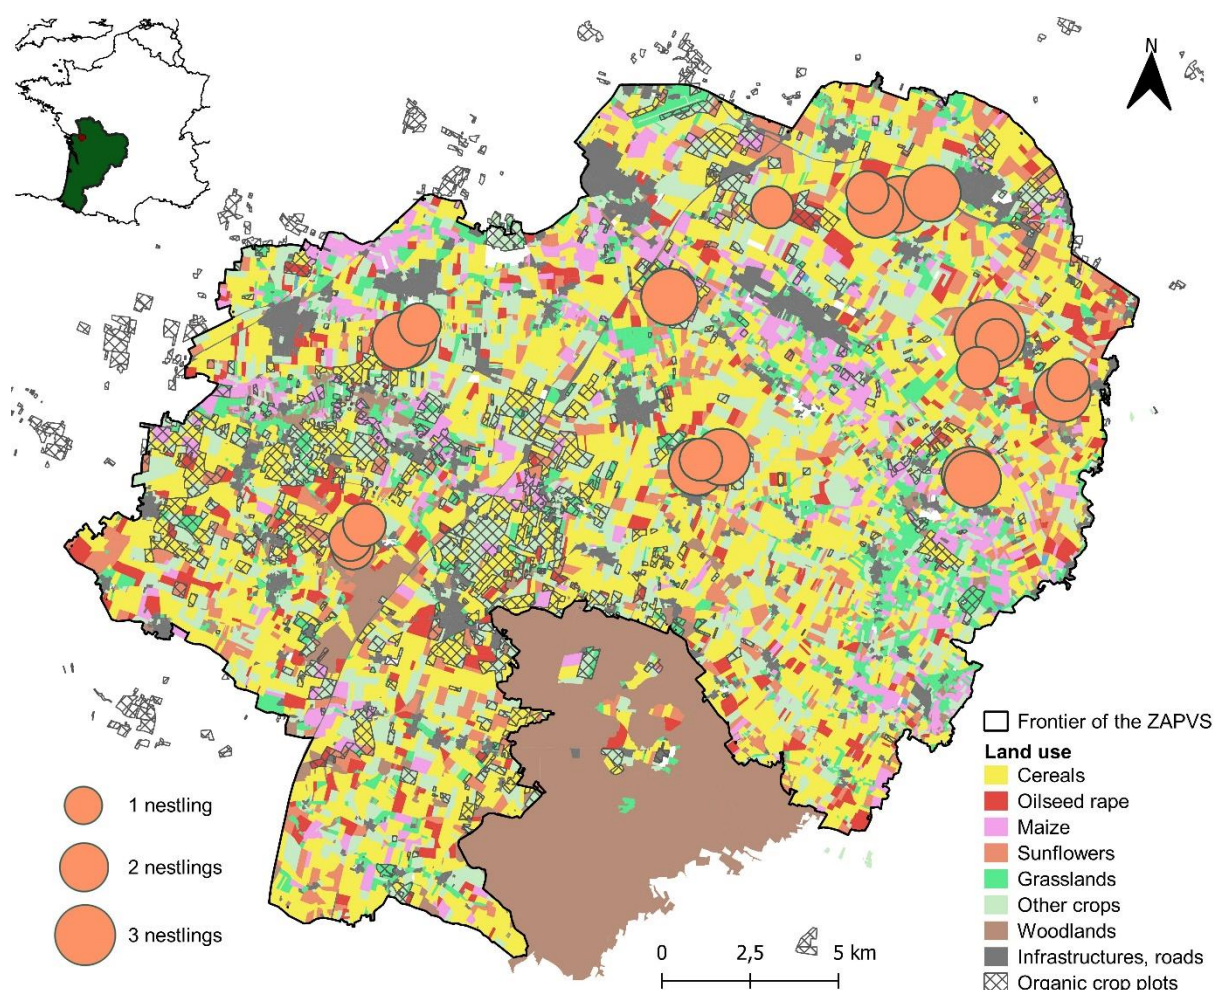 N
Frontier of the ZAPVS
Land use
Cereals
Oilseed rape
Maize
Sunflowers
Grasslands
Other crops
Woodlands
Infrastructures, roads
Organic crop plots
1 nestling
2 nestlings
3 nestlings
0 2,5 5 km